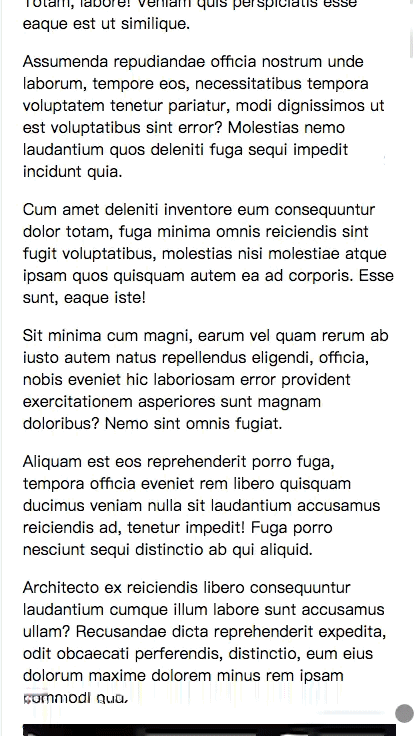 Totam, labore! Veniam quis perspiciatis esse
eaque est ut similique.
Assumenda repudiandae officia nostrum unde
laborum, tempore eos, necessitatibus tempora
voluptatem tenetur pariatur, modi dignissimos ut
est voluptatibus sint error? Molestias nemo
laudantium quos deleniti fuga sequi impedit
incidunt quia.
Cum amet deleniti inventore eum consequuntur
dolor totam, fuga minima omnis reiciendis sint
fugit voluptatibus, molestias nisi molestiae atque
ipsam quos quisquam autem ea ad corporis. Esse
sunt, eaque iste!
Sit minima cum magni, earum vel quam rerum ab
iusto autem natus repellendus eligendi, officia,
nobis eveniet hic laboriosam error provident
exercitationem asperiores sunt magnam
doloribus? Nemo sint omnis fugiat.
Aliquam est eos reprehenderit porro fuga,
tempora officia eveniet rem libero quisquam
ducimus veniam nulla sit laudantium accusamus
reiciendis ad, tenetur impedit! Fuga porro
nesciunt sequi distinctio ab qui aliquid.
Architecto ex reiciendis libero consequuntur
laudantium cumque illum labore sunt accusamus
ullam? Recusandae dicta reprehenderit expedita,
odit obcaecati perferendis, distinctio, eum eius
dolorum maxime dolorem minus rem ipsam
commodi quo.